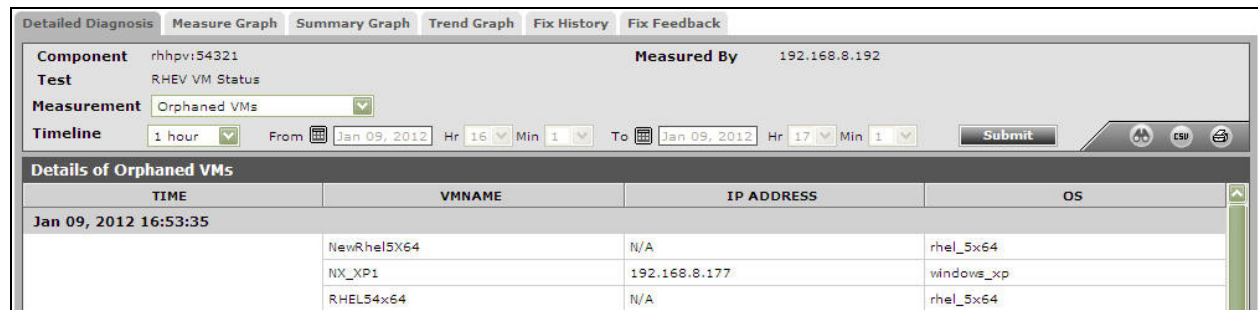 Detailed Diagnosis Measure Graph Summary Graph Trend Graph Fix History Fix Feedback
Component rhhpv:54321 Measured By 192.168.8.192
Test RHEV VM Status
Measurement Orphaned VMs
Timeline 1 hour From Jan 09, 2012 Hr 16 Min 1 To Jan 09, 2012 Hr 17 Min 1 Submit CSV
Details of Orphaned VMs
TIME VMNAME IP ADDRESS OS
Jan 09, 2012 16:53:35
NewRhel5X64 N/A rhel_5x64
NX_XP1 192.168.8.177 windows_xp
RHEL54x64 N/A rhel_5x64